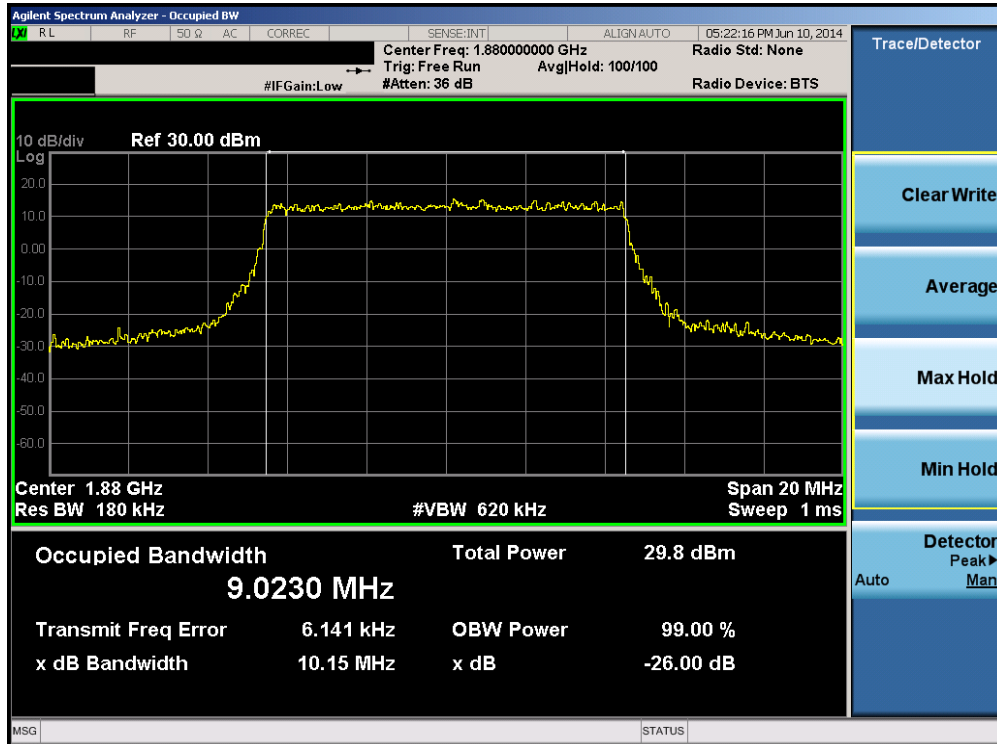 Agilent Spectrum Analyzer - Occupied BW
LXI RL RF 50 Ω AC CORREC SENSE:INT ALIGN AUTO 05:22:16 PM Jun 10, 2014
Center Freq: 1.880000000 GHz Radio Std: None
Trig: Free Run Avg|Hold: 100/100
#IFGain:Low #Atten: 36 dB Radio Device: BTS
10 dB/div Ref 30.00 dBm
Log
20.0
10.0
0.00
-10.0
-20.0
-30.0
-40.0
-50.0
-60.0
Center 1.88 GHz Span 20 MHz
Res BW 180 kHz #VBW 620 kHz Sweep 1 ms
Occupied Bandwidth Total Power 29.8 dBm
9.0230 MHz
Transmit Freq Error 6.141 kHz OBW Power 99.00 %
x dB Bandwidth 10.15 MHz x dB -26.00 dB
MSG STATUS
Trace/Detector
Clear Write
Average
Max Hold
Min Hold
Detector
Peak▶
Auto Man